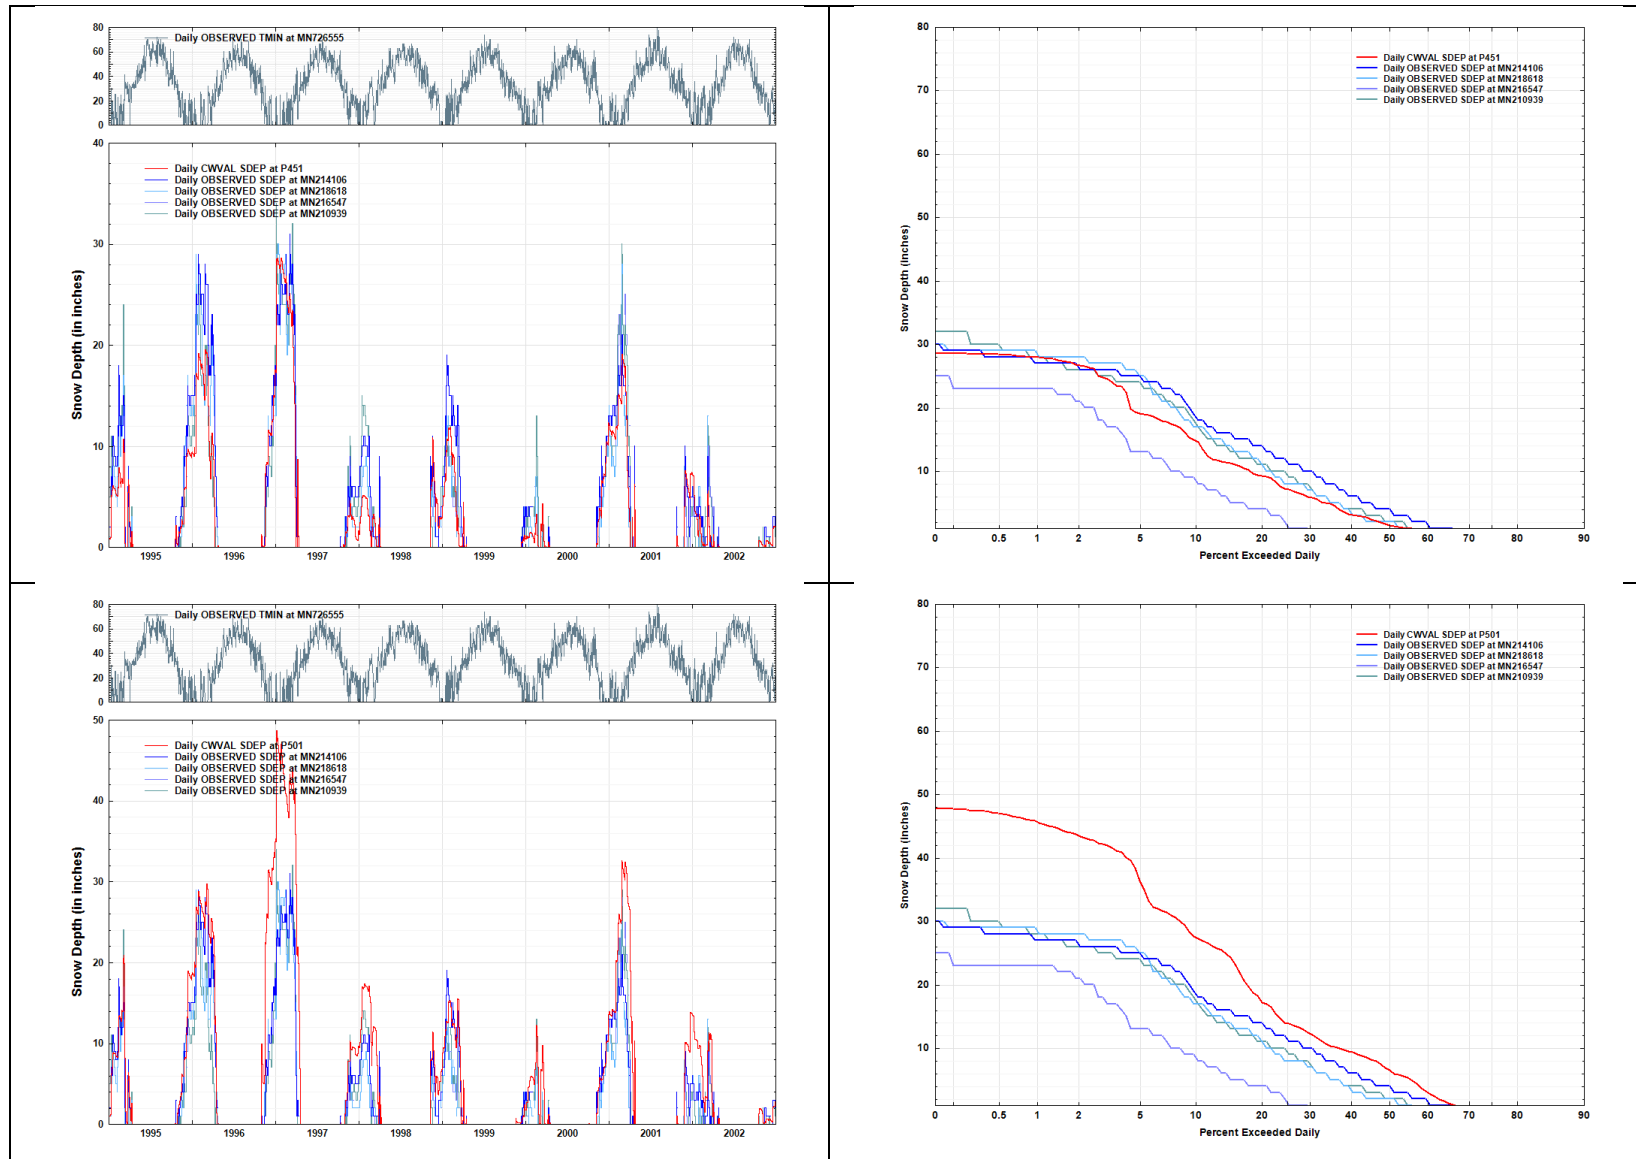 80
60
40
20
0
Daily OBSERVED TMIN at MN726555
40
30
20
10
0
Snow Depth (in inches)
Daily CWVAL SDEP at P451
Daily OBSERVED SDEP at MN214106
Daily OBSERVED SDEP at MN218618
Daily OBSERVED SDEP at MN216547
Daily OBSERVED SDEP at MN210939
1995 1996 1997 1998 1999 2000 2001 2002
80
70
60
50
40
30
20
10
Snow Depth (inches)
Daily CWVAL SDEP at P451
Daily OBSERVED SDEP at MN214106
Daily OBSERVED SDEP at MN218618
Daily OBSERVED SDEP at MN216547
Daily OBSERVED SDEP at MN210939
0 0.5 1 2 5 10 20 30 40 50 60 70 80 90
Percent Exceeded Daily
80
60
40
20
0
Daily OBSERVED TMIN at MN726555
50
40
30
20
10
0
Snow Depth (in inches)
Daily CWVAL SDEP at P501
Daily OBSERVED SDEP at MN214106
Daily OBSERVED SDEP at MN218618
Daily OBSERVED SDEP at MN216547
Daily OBSERVED SDEP at MN210939
1995 1996 1997 1998 1999 2000 2001 2002
80
70
60
50
40
30
20
10
Snow Depth (inches)
Daily CWVAL SDEP at P501
Daily OBSERVED SDEP at MN214106
Daily OBSERVED SDEP at MN218618
Daily OBSERVED SDEP at MN216547
Daily OBSERVED SDEP at MN210939
0 0.5 1 2 5 10 20 30 40 50 60 70 80 90
Percent Exceeded Daily